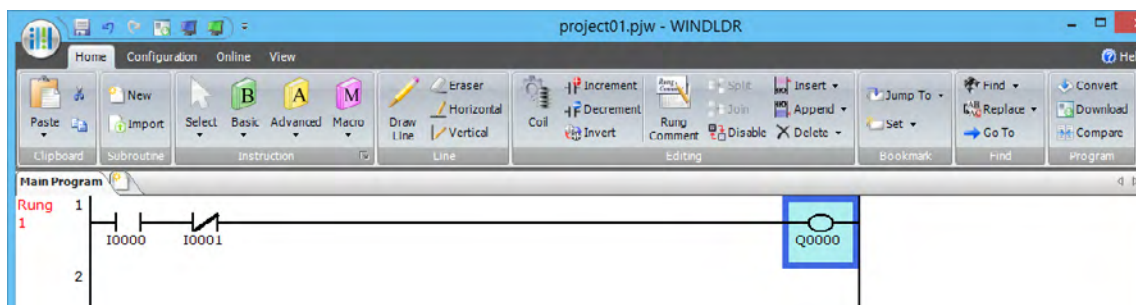 project01.pjw - WINDLDR
Home Configuration Online View
Paste
Clipboard
New
Import
Subroutine
Select Basic Advanced Macro
B A M
Instruction
Draw Line
Eraser
Horizontal
Vertical
Line
Coil
Increment
Decrement
Invert
Rung Comment
Split
Join
Disable
Insert
Append
Delete
Editing
Jump To
Set
Bookmark
Find
Replace
Go To
Find
Convert
Download
Compare
Program
Main Program
Rung 1
1
I0000 I0001 Q0000
2